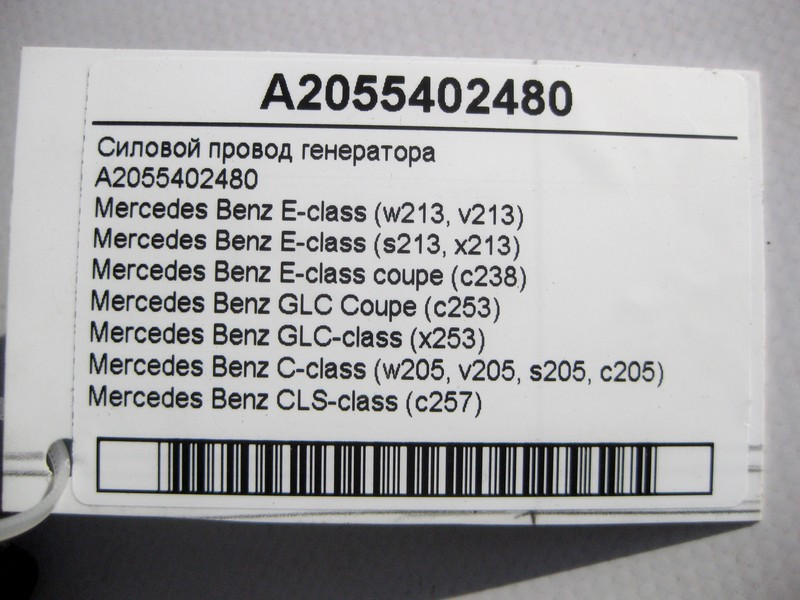 A2055402480
Силовой провод генератора
A2055402480
Mercedes Benz E-class (w213, v213)
Mercedes Benz E-class (s213, x213)
Mercedes Benz E-class coupe (c238)
Mercedes Benz GLC Coupe (c253)
Mercedes Benz GLC-class (x253)
Mercedes Benz C-class (w205, v205, s205, c205)
Mercedes Benz CLS-class (c257)